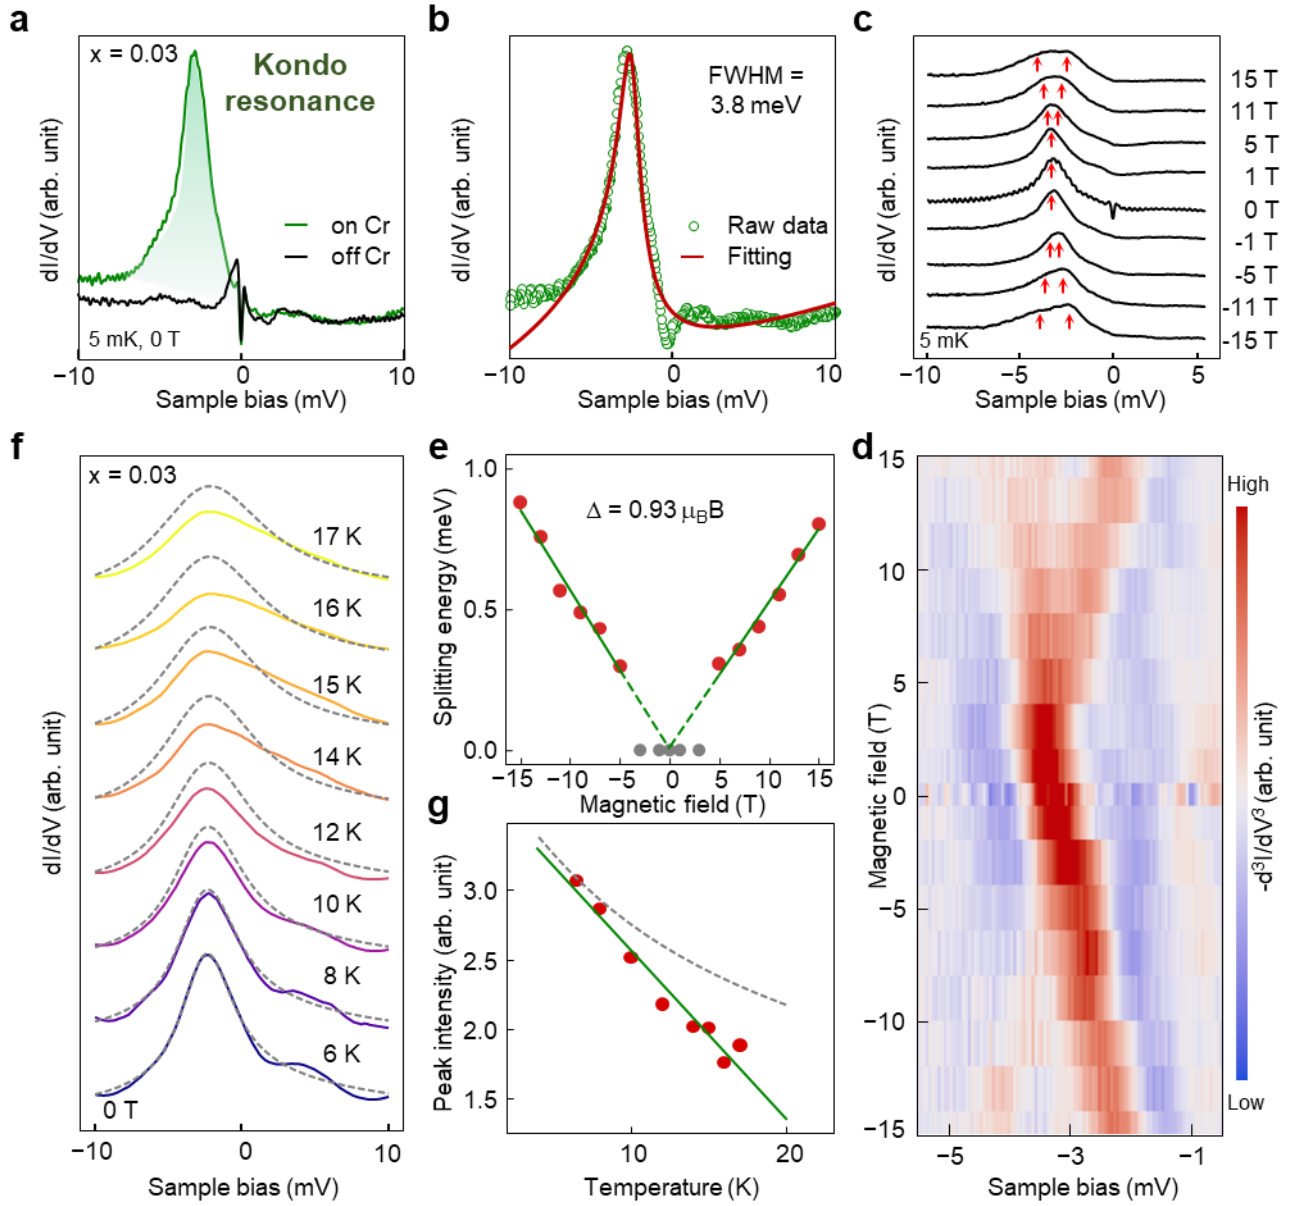 a
x = 0.03
Kondo
resonance
on Cr
off Cr
5 mK, 0 T
−10
0
10
Sample bias (mV)
dI/dV (arb. unit)
b
FWHM =
3.8 meV
Raw data
Fitting
−10
0
10
Sample bias (mV)
dI/dV (arb. unit)
c
15 T
11 T
5 T
1 T
0 T
-1 T
-5 T
-11 T
-15 T
5 mK
−10
−5
0
5
Sample bias (mV)
dI/dV (arb. unit)
f
x = 0.03
17 K
16 K
15 K
14 K
12 K
10 K
8 K
6 K
0 T
−10
0
10
Sample bias (mV)
dI/dV (arb. unit)
e
1.0
0.5
0.0
Δ = 0.93 μBB
−15
−10
−5
0
5
10
15
Magnetic field (T)
Splitting energy (meV)
g
3.0
2.5
2.0
1.5
10
20
Temperature (K)
Peak intensity (arb. unit)
d
15
10
5
0
−5
−10
−15
−5
−3
−1
Sample bias (mV)
Magnetic field (T)
High
Low
-d³I/dV³ (arb. unit)